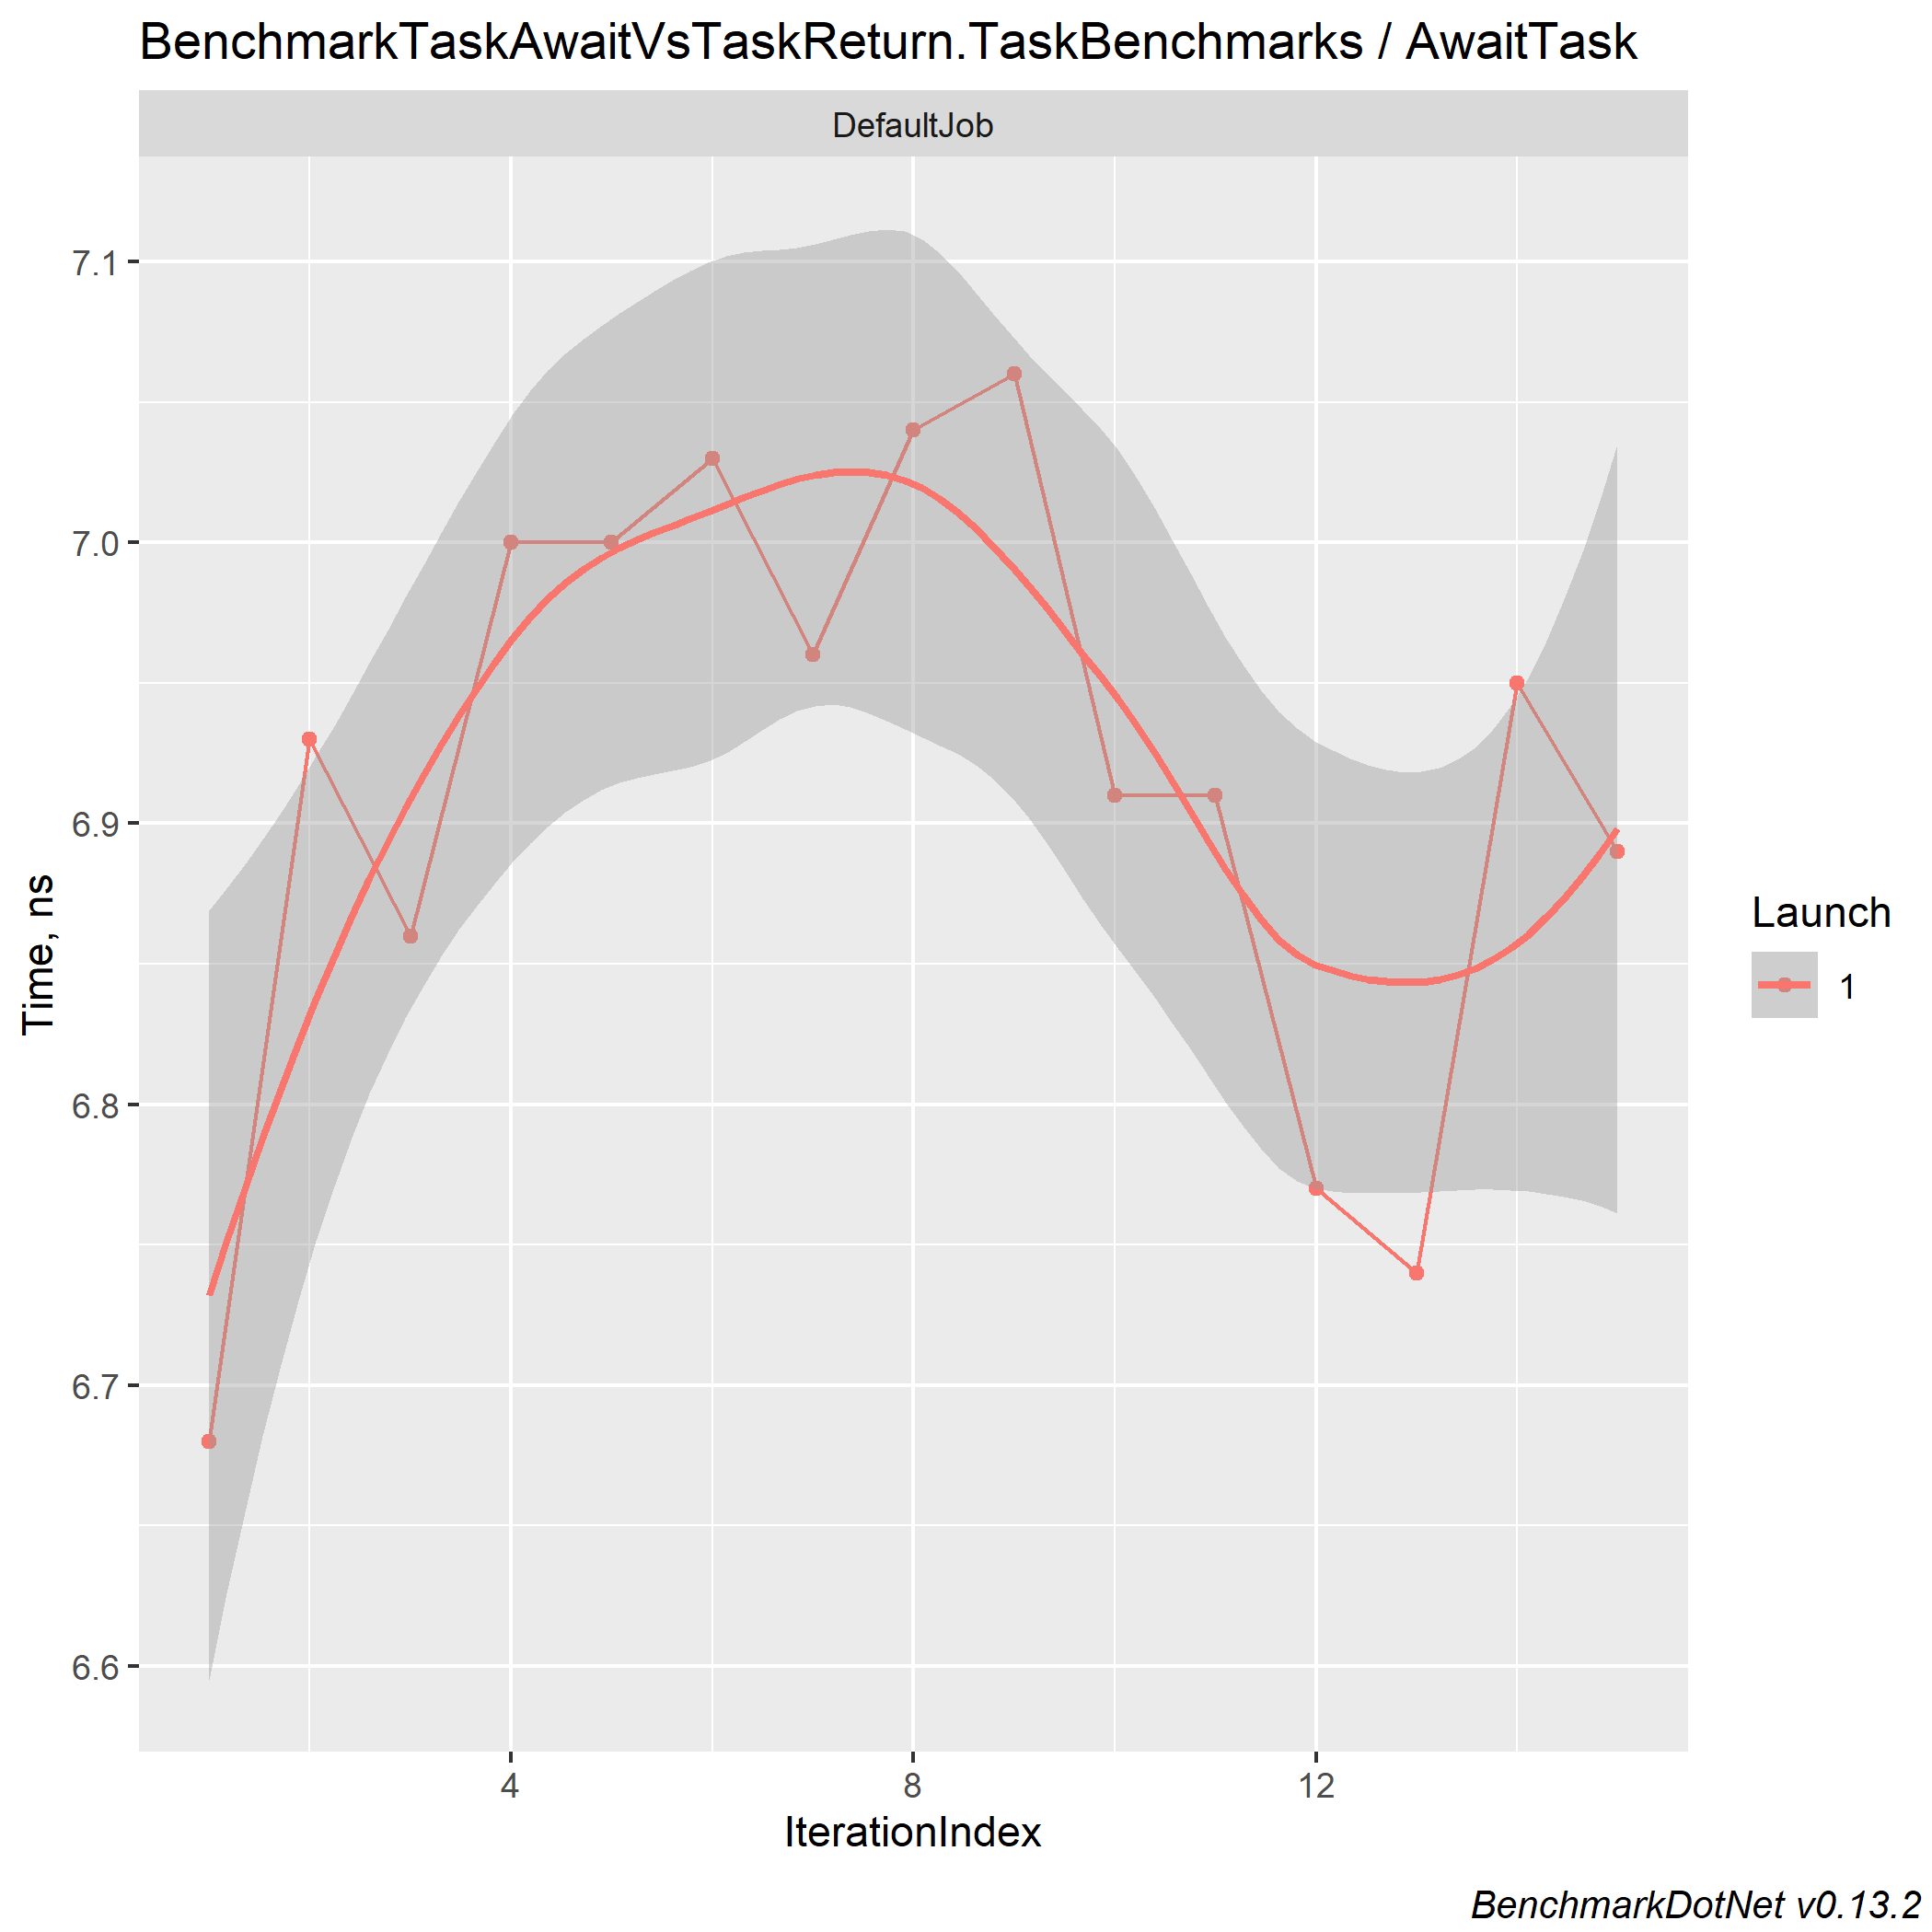 BenchmarkTaskAwaitVsTaskReturn.TaskBenchmarks / AwaitTask
DefaultJob
7.1
7.0
6.9
6.8
6.7
6.6
Time, ns
4
8
12
IterationIndex
Launch
1
BenchmarkDotNet v0.13.2